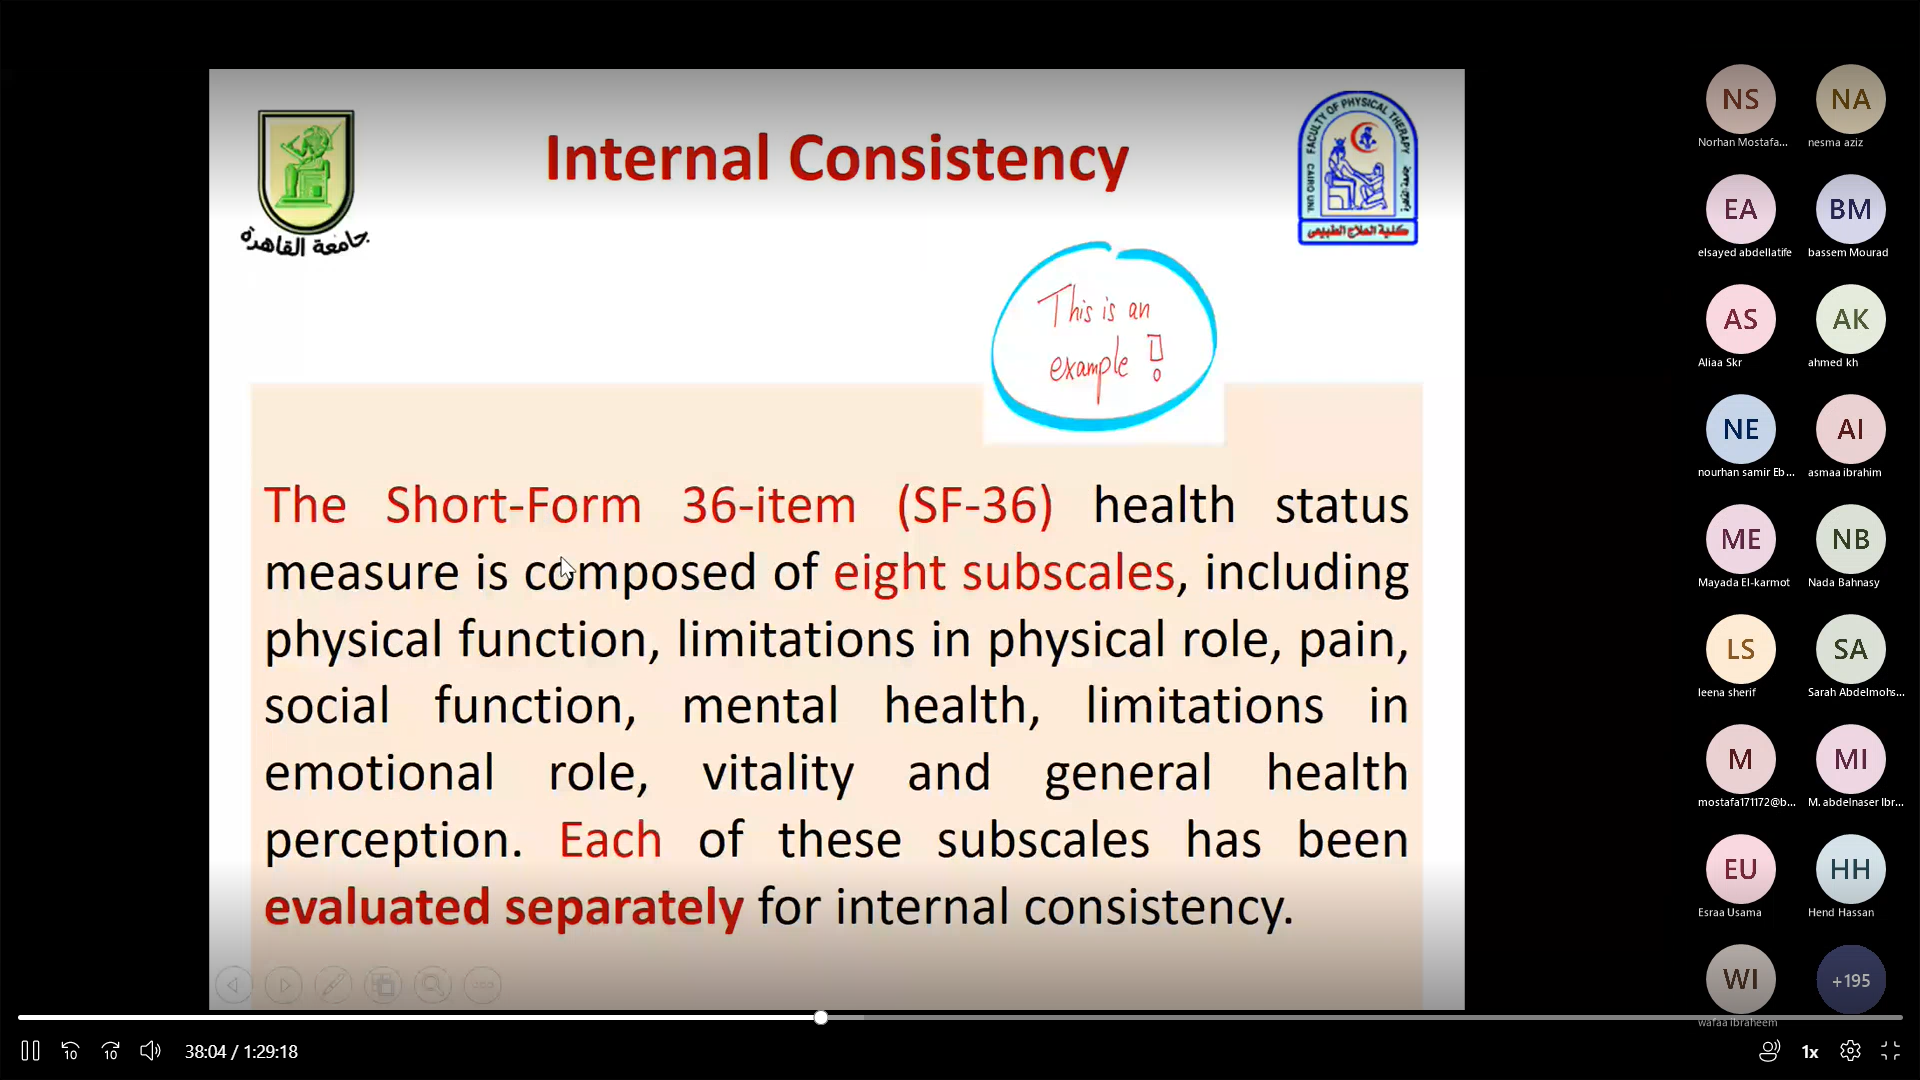 Internal Consistency
جامعة القاهرة
FACULTY OF PHYSICAL THERAPY
CAIRO UNI.
جامعة القاهرة
كلية العلاج الطبيعي
This is an
example !
The Short-Form 36-item (SF-36) health status
measure is composed of eight subscales, including
physical function, limitations in physical role, pain,
social function, mental health, limitations in
emotional role, vitality and general health
perception. Each of these subscales has been
evaluated separately for internal consistency.
NS
Norhan Mostafa...
NA
nesma aziz
EA
elsayed abdellatife
BM
bassem Mourad
AS
Aliaa Skr
AK
ahmed kh
NE
nourhan samir Eb...
AI
asmaa ibrahim
ME
Mayada El-karmot
NB
Nada Bahnasy
LS
leena sherif
SA
Sarah Abdelmohs...
M
mostafa171172@b...
MI
M. abdelnaser Ibr...
EU
Esraa Usama
HH
Hend Hassan
WI
wafaa ibraheem
+195
10
10
38:04 / 1:29:18
1x